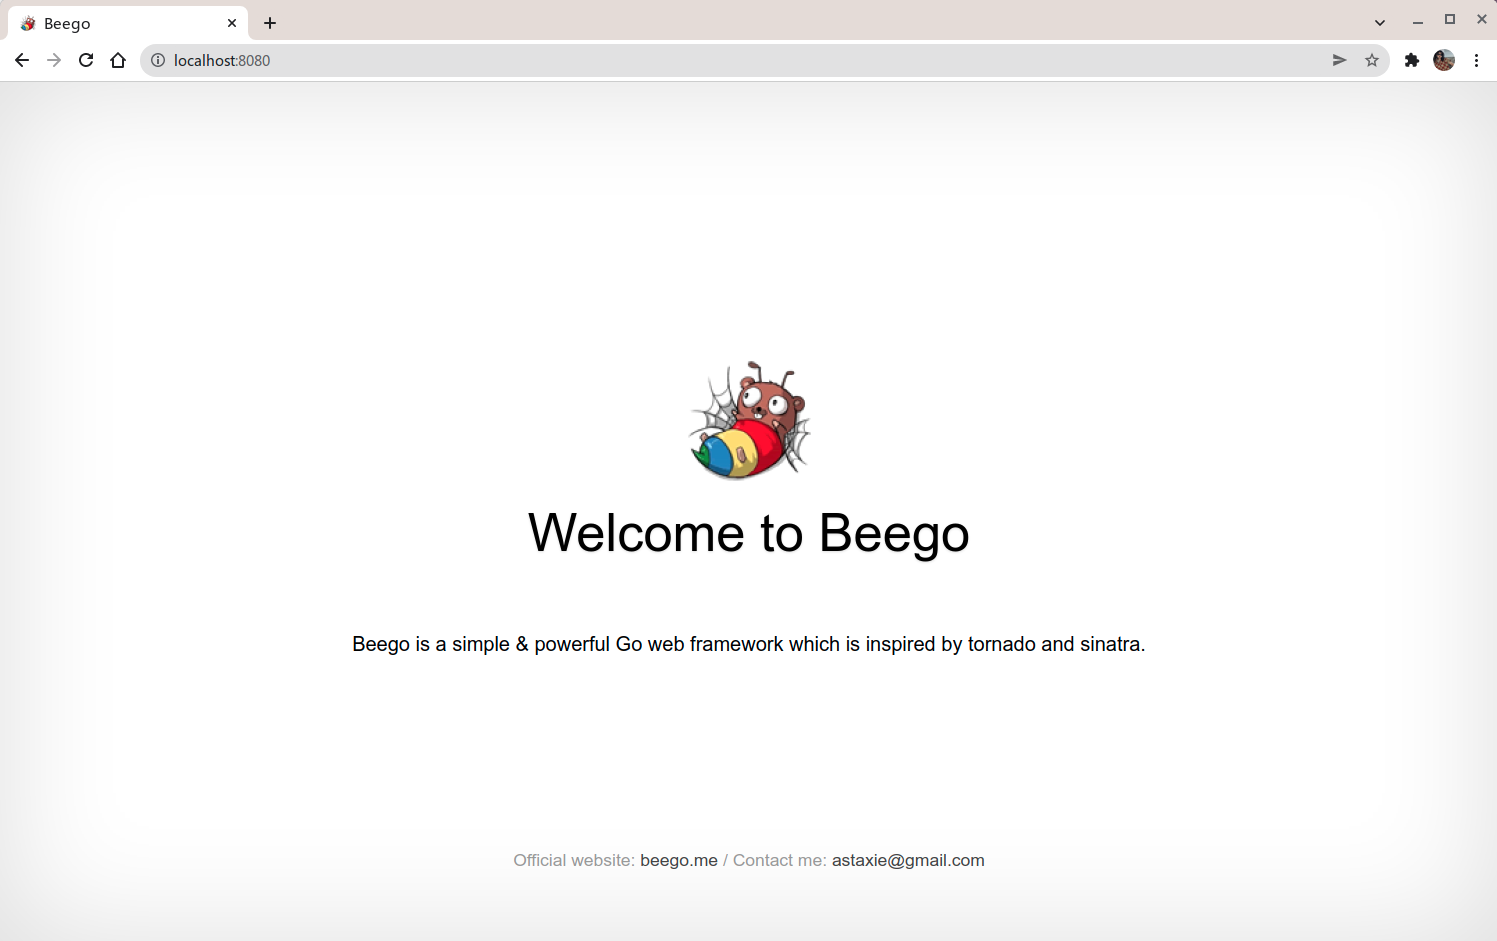 Beego
localhost:8080
Welcome to Beego
Beego is a simple & powerful Go web framework which is inspired by tornado and sinatra.
Official website: beego.me / Contact me: astaxie@gmail.com